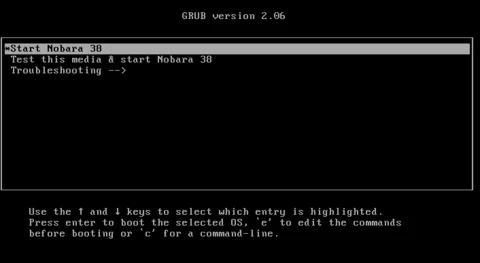 GRUB version 2.06
*Start Nobara 38
Test this media & start Nobara 38
Troubleshooting -->
Use the ↑ and ↓ keys to select which entry is highlighted.
Press enter to boot the selected OS, `e' to edit the commands
before booting or `c' for a command-line.